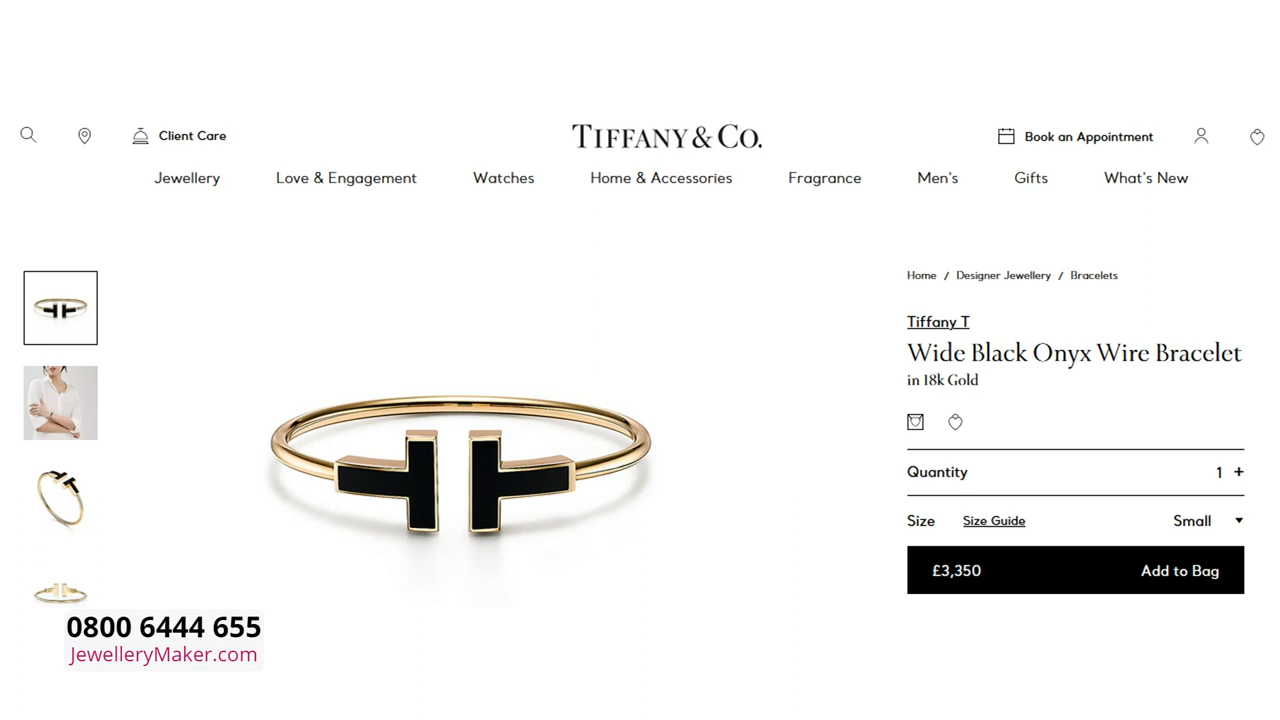 Client Care
TIFFANY & CO.
Book an Appointment
Jewellery
Love & Engagement
Watches
Home & Accessories
Fragrance
Men's
Gifts
What's New
Home / Designer Jewellery / Bracelets
Tiffany T
Wide Black Onyx Wire Bracelet
in 18k Gold
Quantity 1 +
Size Size Guide Small
£3,350 Add to Bag
0800 6444 655
JewelleryMaker.com